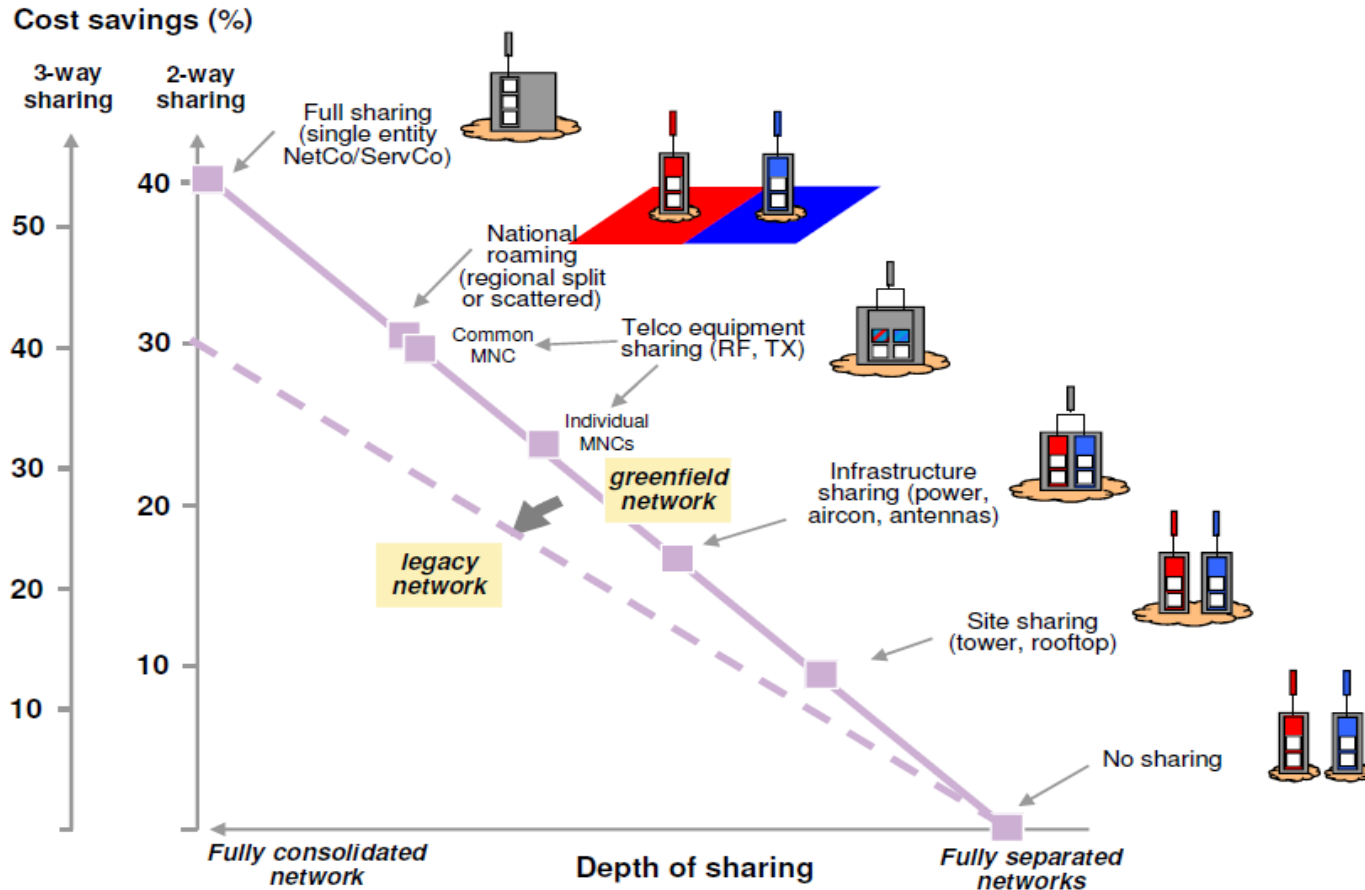 Cost savings (%)
3-way
sharing
2-way
sharing
50
40
30
20
10
40
30
20
10
Full sharing
(single entity
NetCo/ServCo)
National
roaming
(regional split
or scattered)
Common
MNC
Telco equipment
sharing (RF, TX)
Individual
MNCs
greenfield
network
legacy
network
Infrastructure
sharing (power,
aircon, antennas)
Site sharing
(tower, rooftop)
No sharing
Fully consolidated
network
Depth of sharing
Fully separated
networks